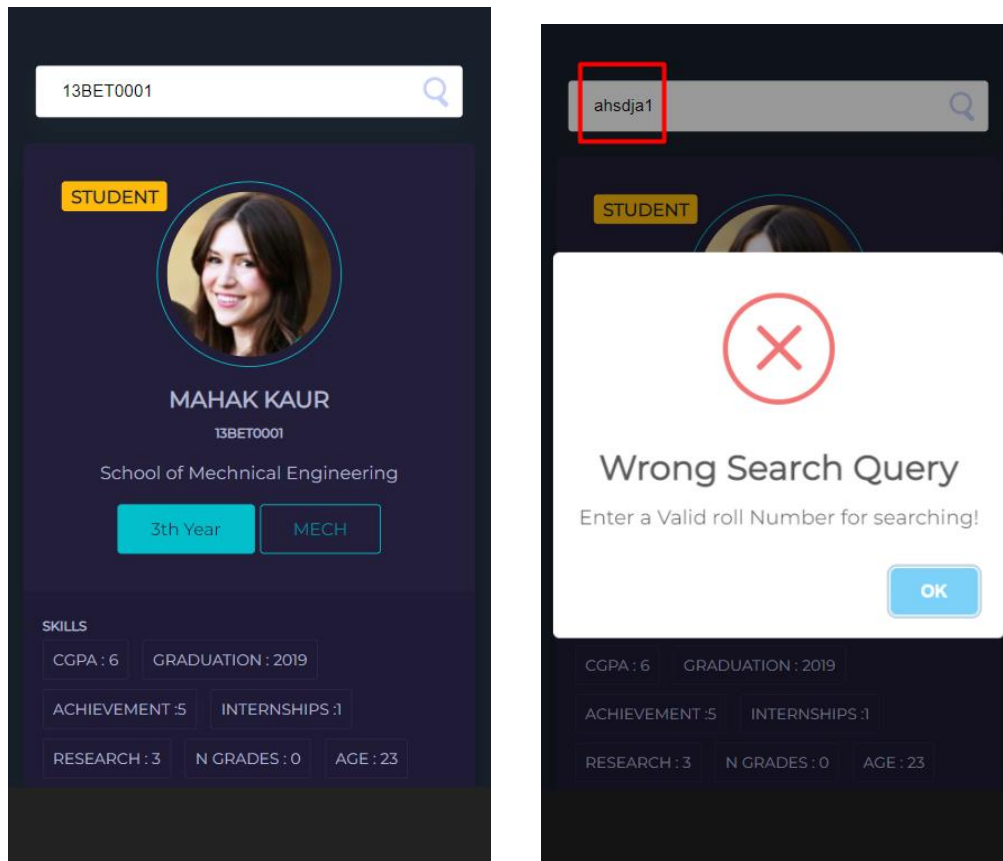 13BET0001
STUDENT
MAHAK KAUR
13BET0001
School of Mechnical Engineering
3th Year
MECH
SKILLS
CGPA : 6
GRADUATION : 2019
ACHIEVEMENT :5
INTERNSHIPS :1
RESEARCH : 3
N GRADES : 0
AGE : 23
ahsdja1
STUDENT
Wrong Search Query
Enter a Valid roll Number for searching!
OK
CGPA : 6
GRADUATION : 2019
ACHIEVEMENT :5
INTERNSHIPS :1
RESEARCH : 3
N GRADES : 0
AGE : 23